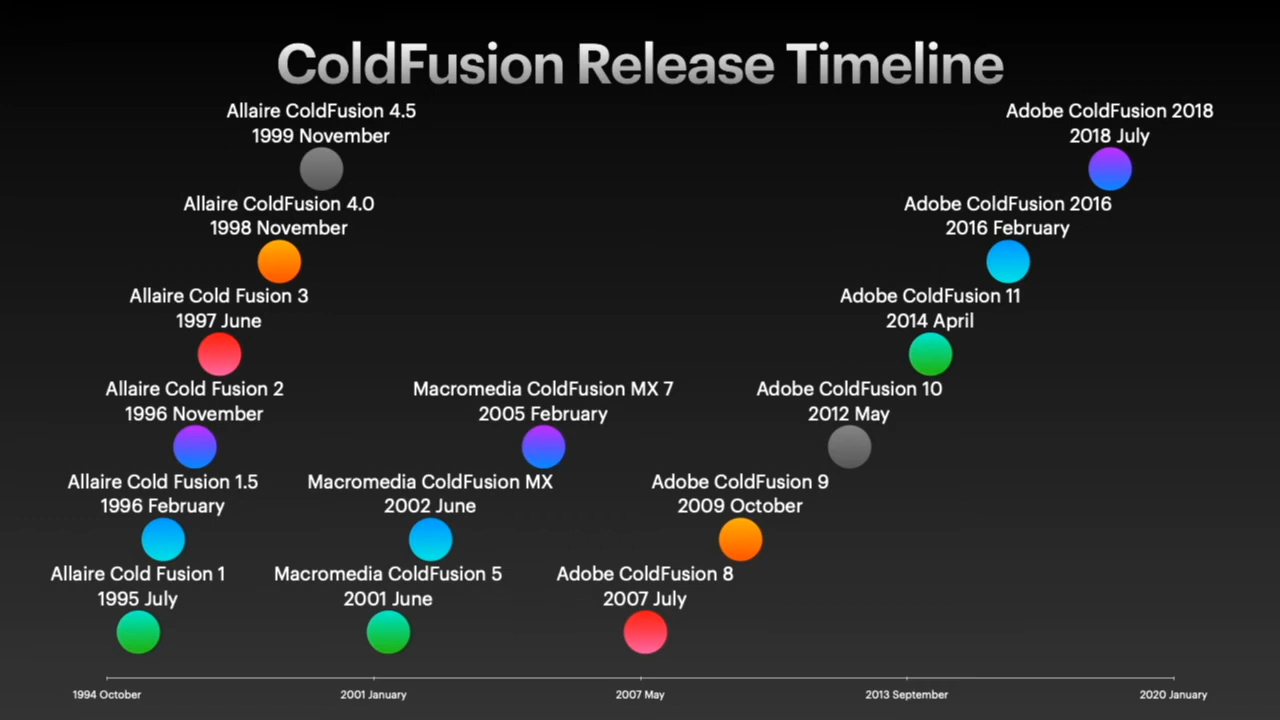 ColdFusion Release Timeline
Allaire ColdFusion 4.5
1999 November
Adobe ColdFusion 2018
2018 July
Allaire ColdFusion 4.0
1998 November
Adobe ColdFusion 2016
2016 February
Allaire Cold Fusion 3
1997 June
Adobe ColdFusion 11
2014 April
Allaire Cold Fusion 2
1996 November
Macromedia ColdFusion MX 7
2005 February
Adobe ColdFusion 10
2012 May
Allaire Cold Fusion 1.5
1996 February
Macromedia ColdFusion MX
2002 June
Adobe ColdFusion 9
2009 October
Allaire Cold Fusion 1
1995 July
Macromedia ColdFusion 5
2001 June
Adobe ColdFusion 8
2007 July
1994 October
2001 January
2007 May
2013 September
2020 January